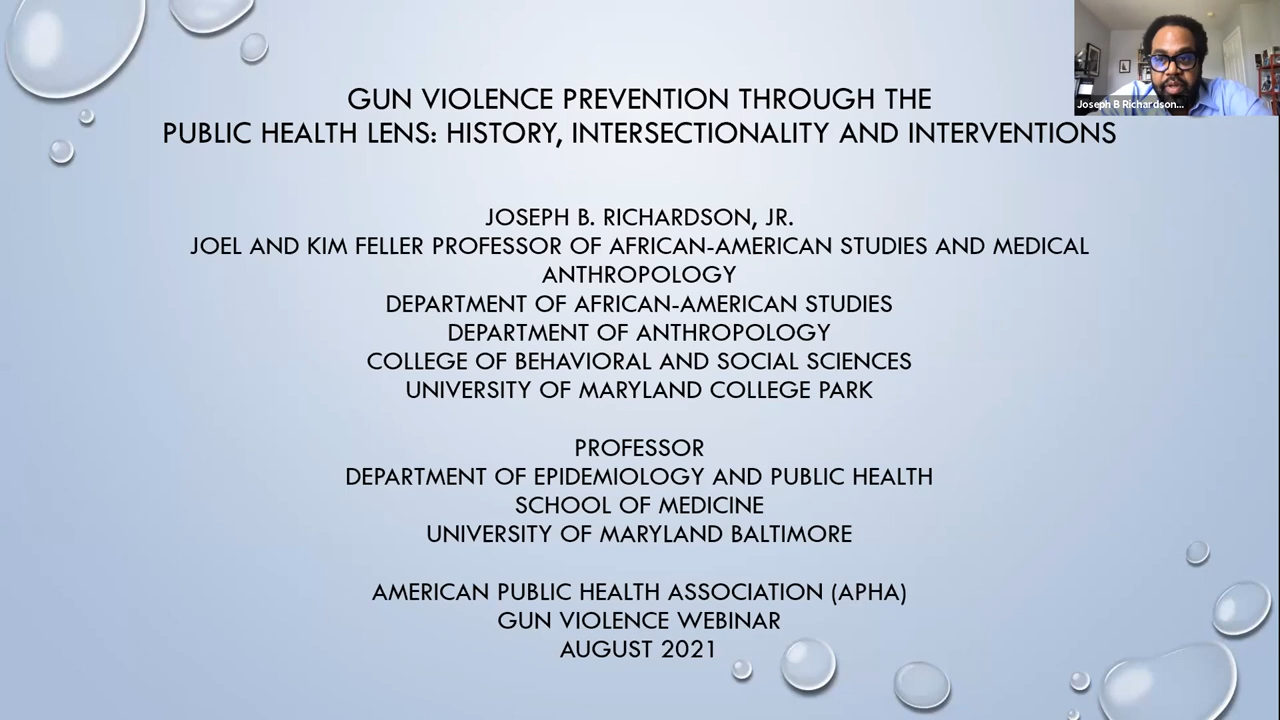 GUN VIOLENCE PREVENTION THROUGH THE
PUBLIC HEALTH LENS: HISTORY, INTERSECTIONALITY AND INTERVENTIONS
Joseph B Richardson...
JOSEPH B. RICHARDSON, JR.
JOEL AND KIM FELLER PROFESSOR OF AFRICAN-AMERICAN STUDIES AND MEDICAL
ANTHROPOLOGY
DEPARTMENT OF AFRICAN-AMERICAN STUDIES
DEPARTMENT OF ANTHROPOLOGY
COLLEGE OF BEHAVIORAL AND SOCIAL SCIENCES
UNIVERSITY OF MARYLAND COLLEGE PARK
PROFESSOR
DEPARTMENT OF EPIDEMIOLOGY AND PUBLIC HEALTH
SCHOOL OF MEDICINE
UNIVERSITY OF MARYLAND BALTIMORE
AMERICAN PUBLIC HEALTH ASSOCIATION (APHA)
GUN VIOLENCE WEBINAR
AUGUST 2021